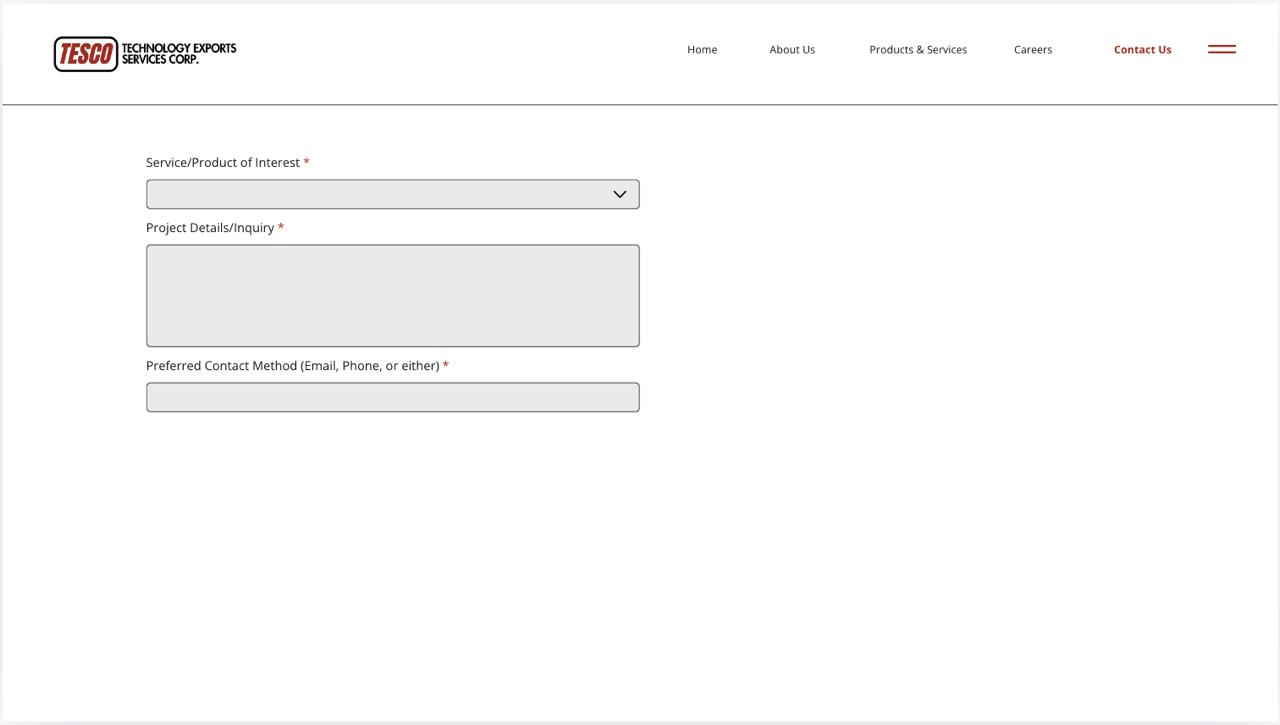 TESCO TECHNOLOGY EXPORTS
SERVICES CORP.
Home About Us Products & Services Careers Contact Us
Service/Product of Interest *
Project Details/Inquiry *
Preferred Contact Method (Email, Phone, or either) *